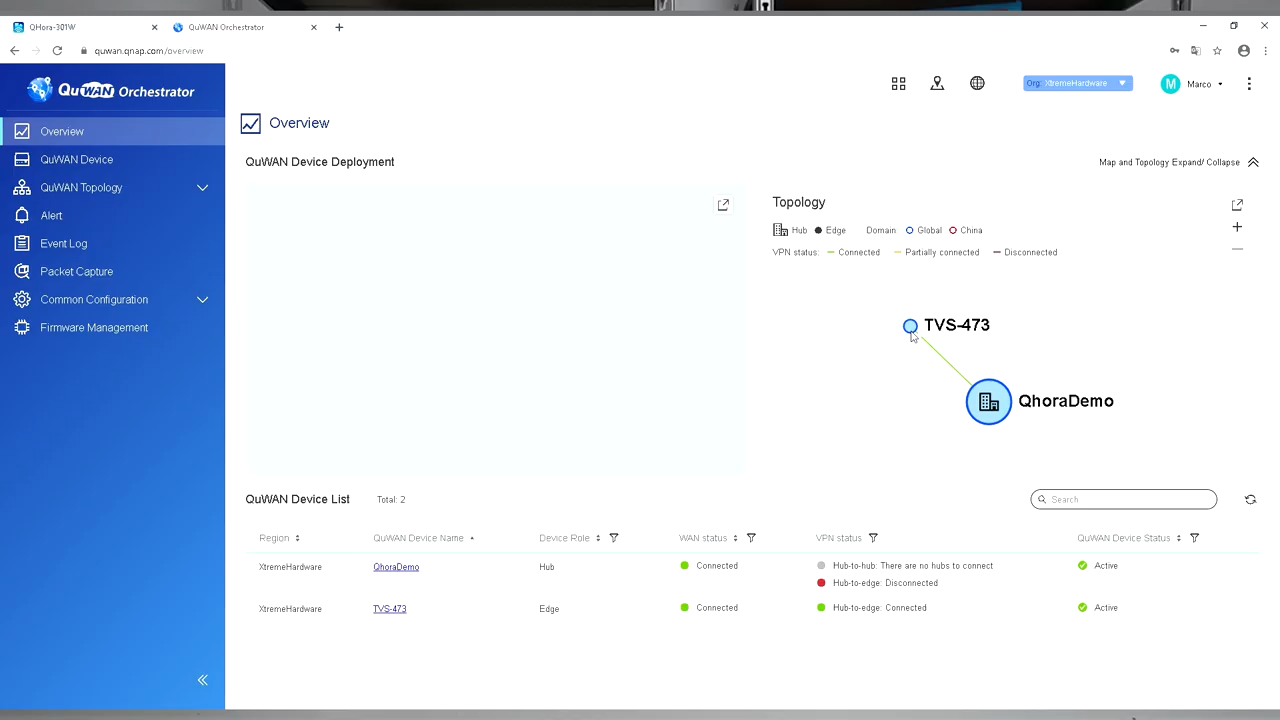 QHora-301W
QuWAN Orchestrator
quwan.qnap.com/overview
QuWAN Orchestrator
Org: XtremeHardware
M
Marco
Overview
QuWAN Device
QuWAN Topology
Alert
Event Log
Packet Capture
Common Configuration
Firmware Management
Overview
QuWAN Device Deployment
Map and Topology Expand/ Collapse
Topology
Hub Edge Domain Global China
VPN status: Connected Partially connected Disconnected
TVS-473
QhoraDemo
QuWAN Device List Total: 2
Search
Region QuWAN Device Name Device Role WAN status VPN status QuWAN Device Status
XtremeHardware QhoraDemo Hub Connected Hub-to-hub: There are no hubs to connect Active
Hub-to-edge: Disconnected
XtremeHardware TVS-473 Edge Connected Hub-to-edge: Connected Active